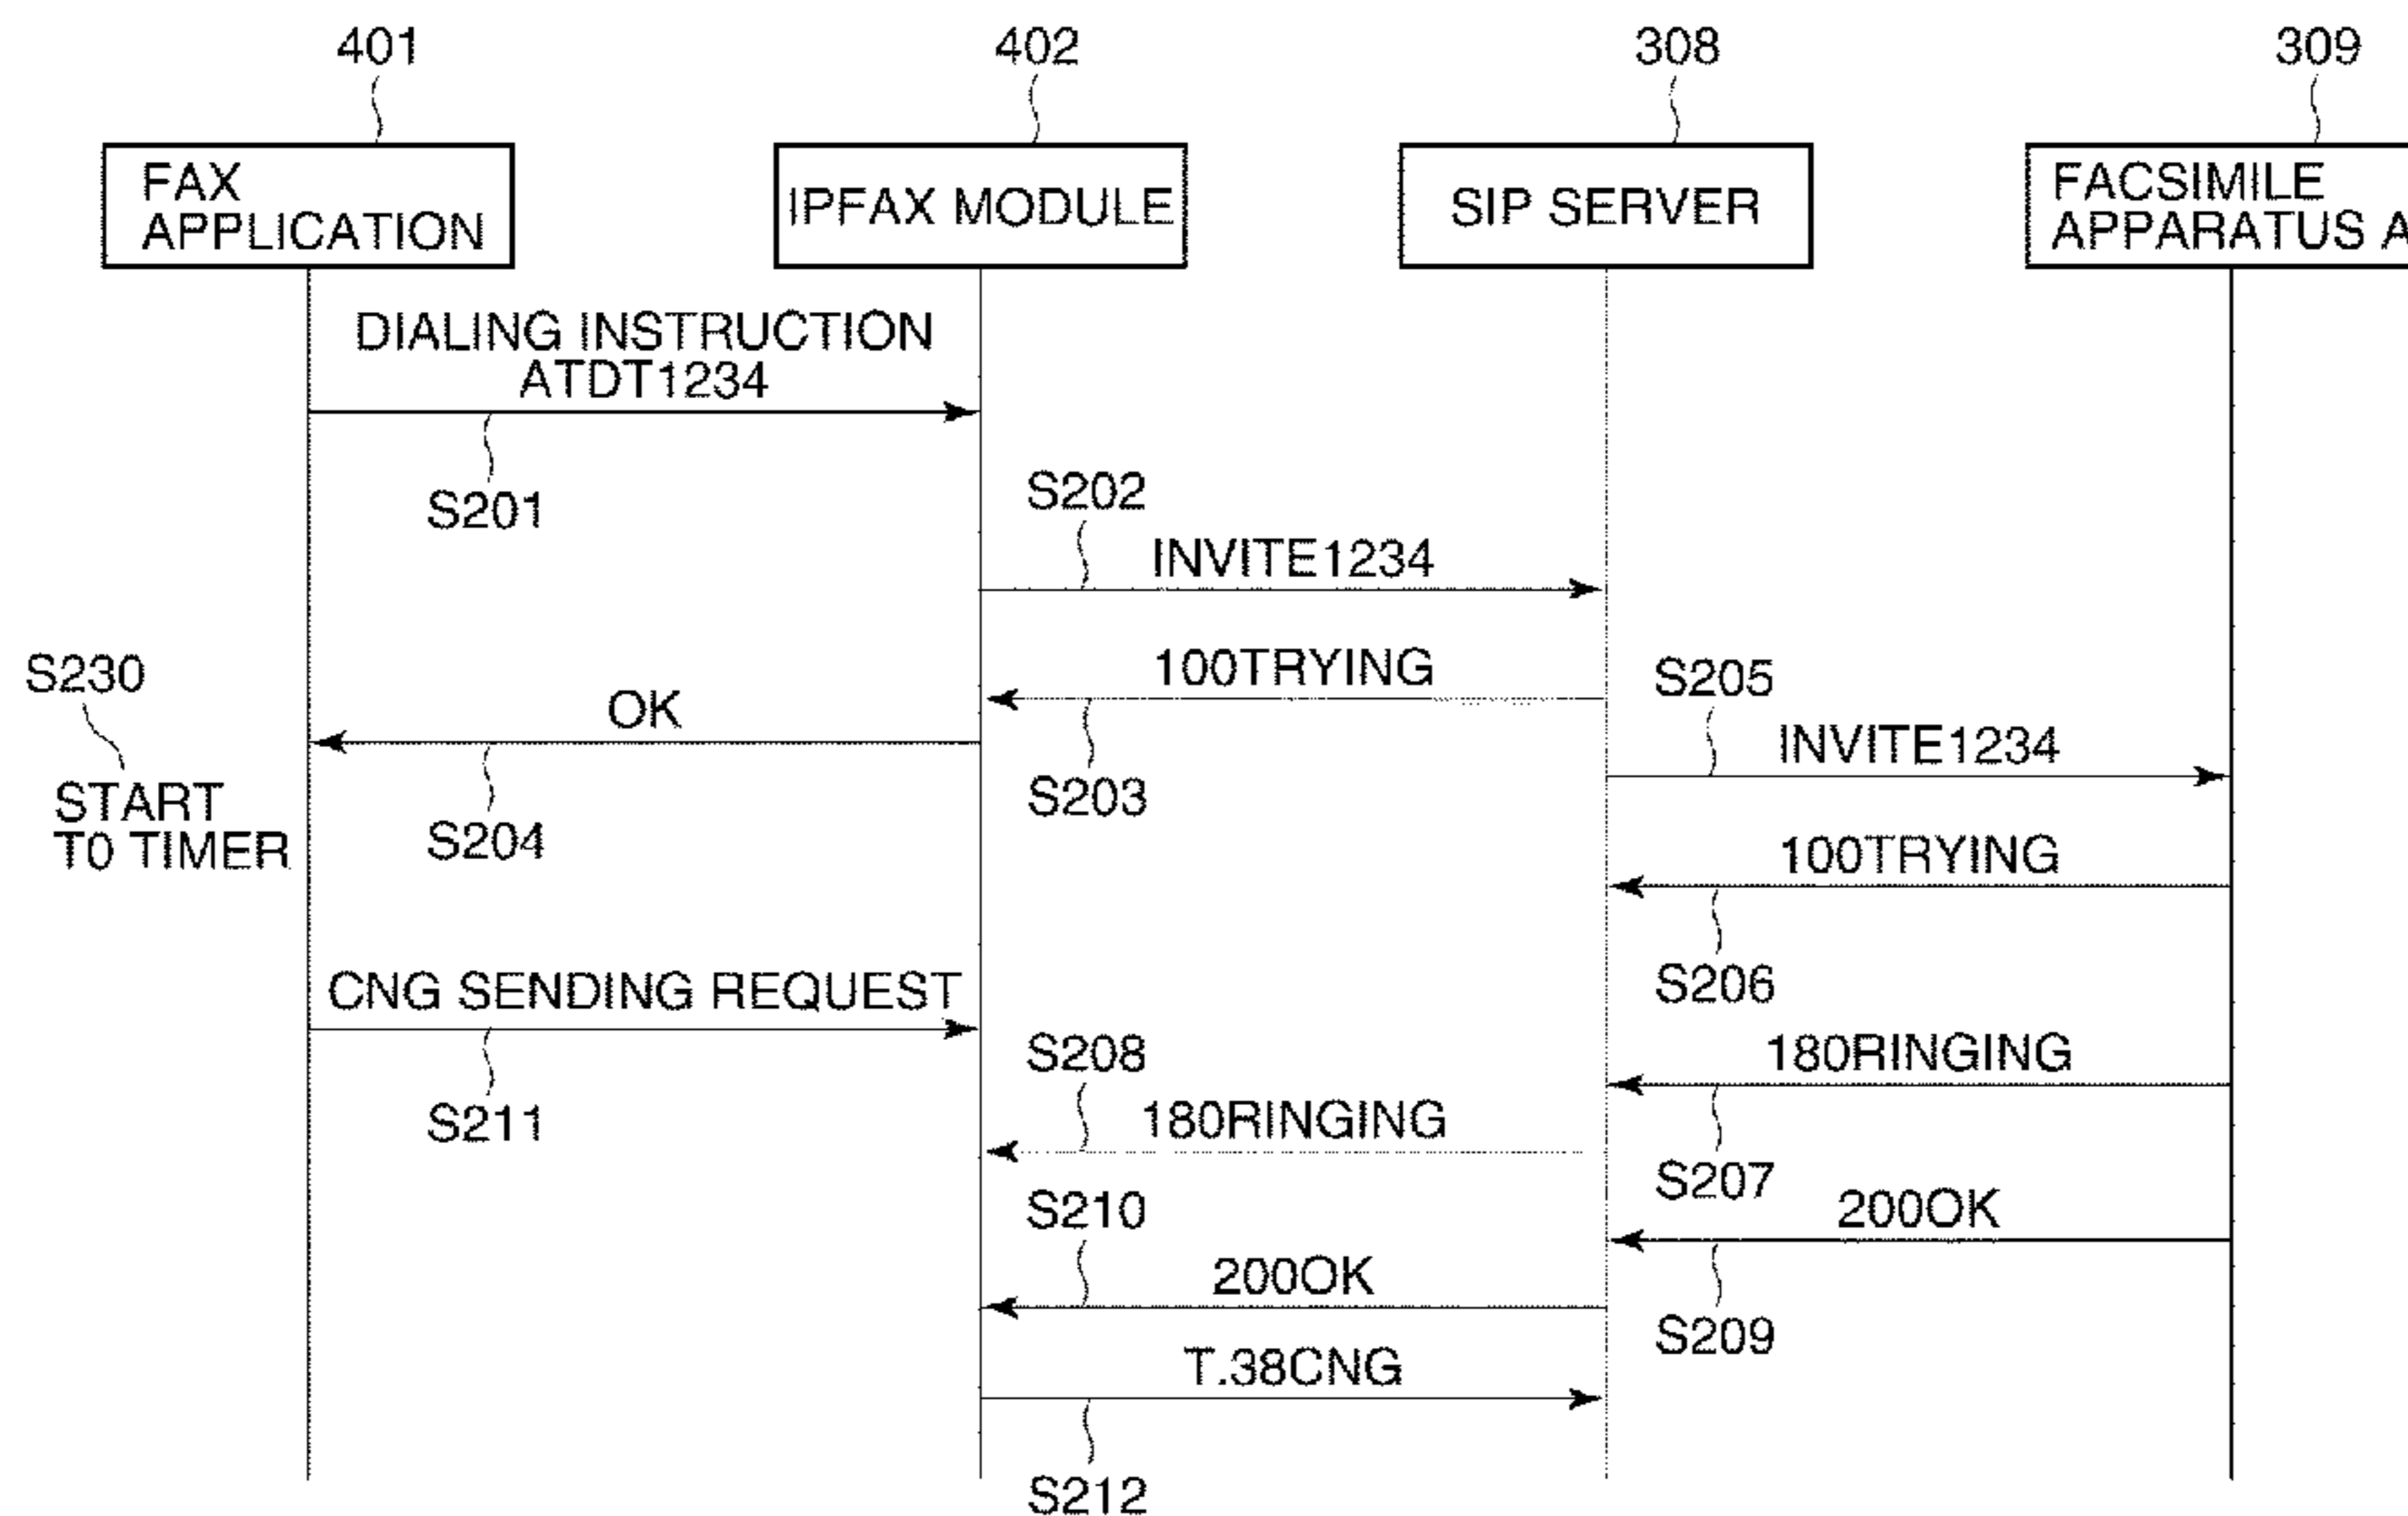 401
402
308
309
FAX
APPLICATION
IPFAX MODULE
SIP SERVER
FACSIMILE
APPARATUS A
DIALING INSTRUCTION
ATDT1234
S201
S202
INVITE1234
S230
START
T0 TIMER
OK
S204
100TRYING
S203
S205
INVITE1234
100TRYING
S206
CNG SENDING REQUEST
S211
S208
180RINGING
180RINGING
S207
S210
200OK
200OK
S209
T.38CNG
S212